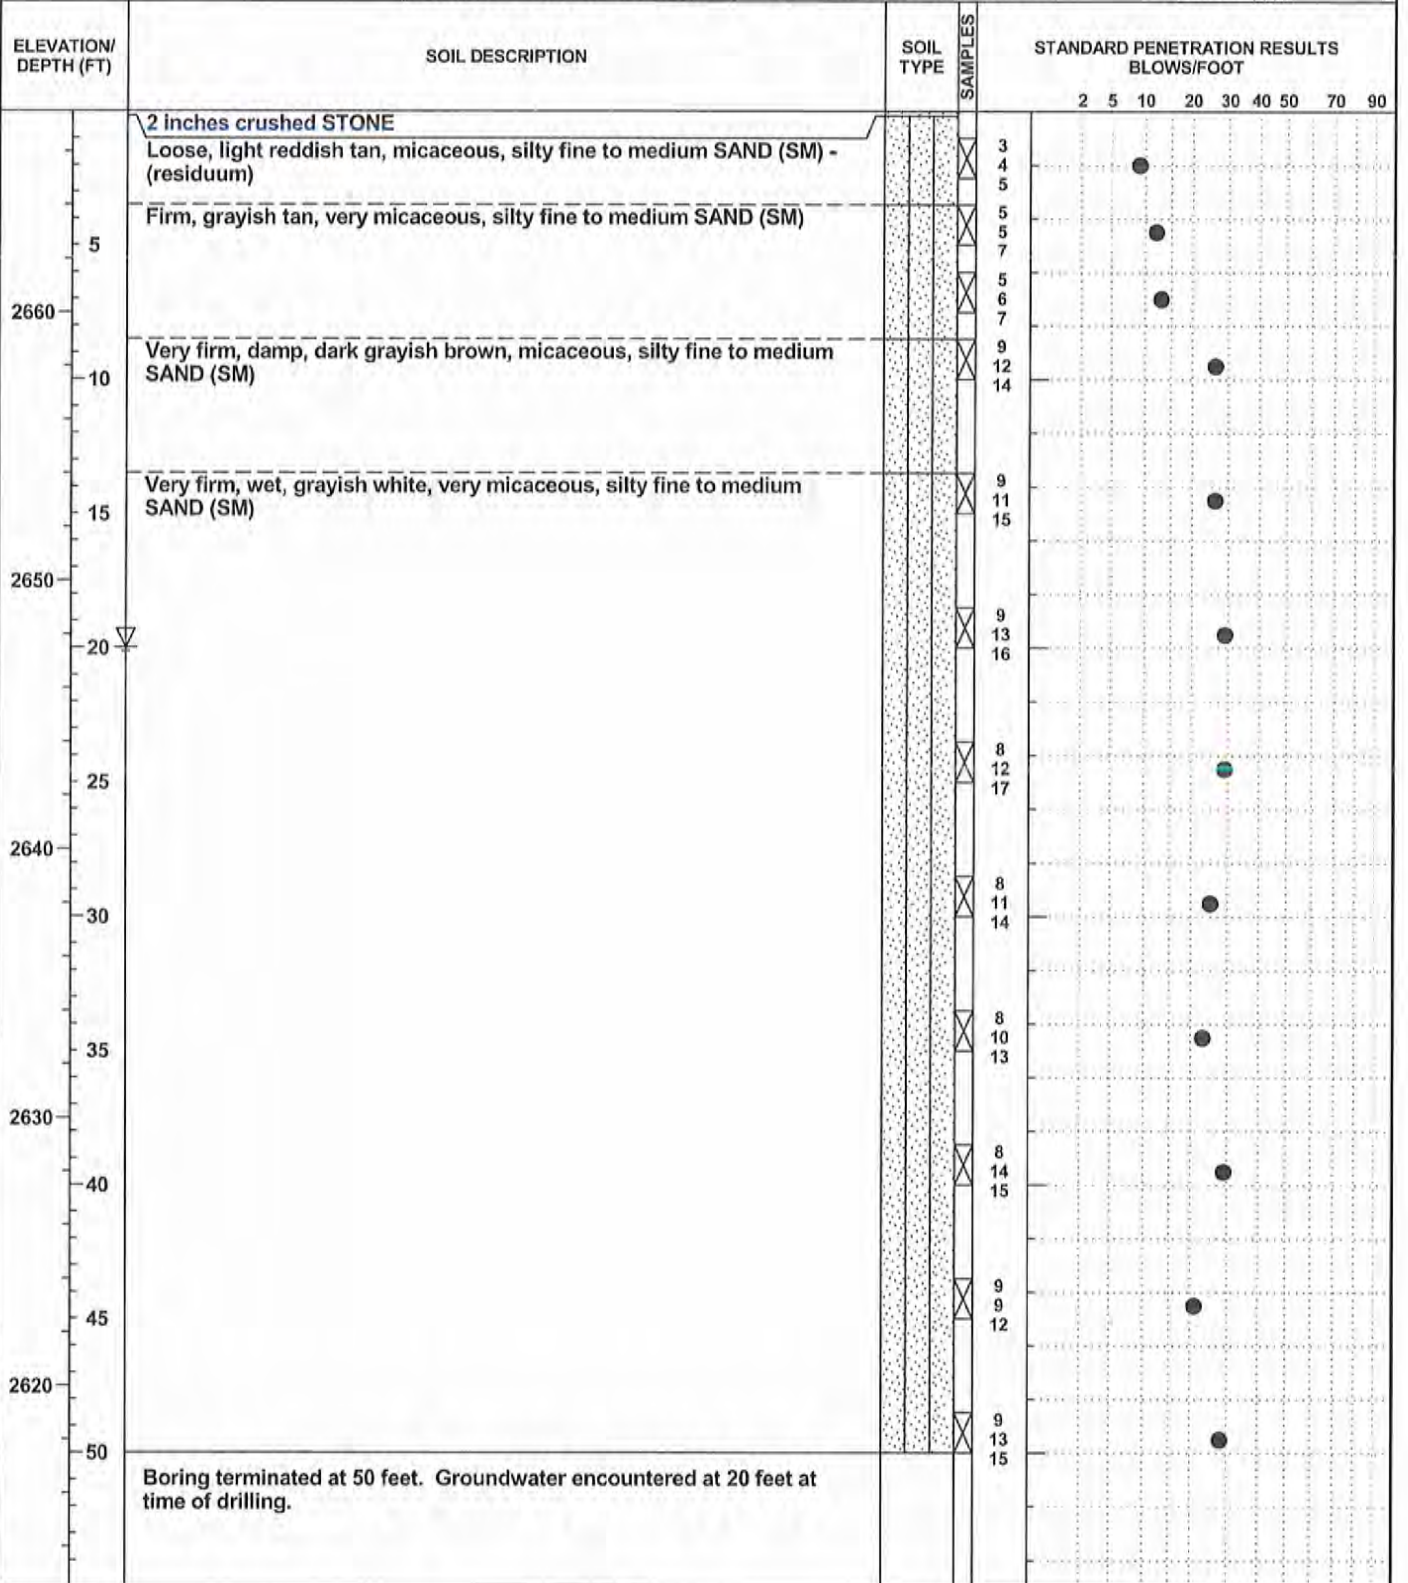 ELEVATION/
DEPTH (FT)
SOIL DESCRIPTION
SOIL
TYPE
SAMPLES
STANDARD PENETRATION RESULTS
BLOWS/FOOT
2 5 10 20 30 40 50 70 90
2 inches crushed STONE
Loose, light reddish tan, micaceous, silty fine to medium SAND (SM) -
(residuum)
3
4
5
Firm, grayish tan, very micaceous, silty fine to medium SAND (SM)
5
5
5
7
5
6
7
2660
Very firm, damp, dark grayish brown, micaceous, silty fine to medium
SAND (SM)
9
12
14
10
Very firm, wet, grayish white, very micaceous, silty fine to medium
SAND (SM)
9
11
15
15
2650
9
13
16
20
8
12
17
25
2640
8
11
14
30
8
10
13
35
2630
8
14
15
40
9
9
12
45
2620
9
13
15
50
Boring terminated at 50 feet. Groundwater encountered at 20 feet at
time of drilling.